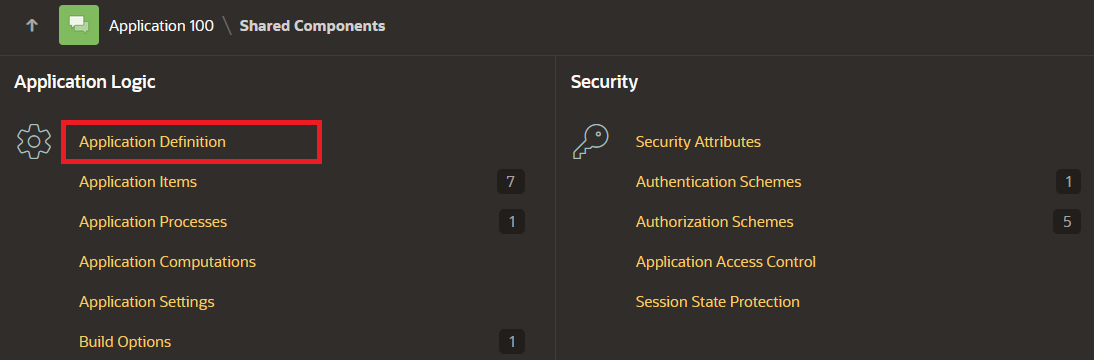 Application 100 \ Shared Components
Application Logic
Application Definition
Application Items 7
Application Processes 1
Application Computations
Application Settings
Build Options 1
Security
Security Attributes
Authentication Schemes 1
Authorization Schemes 5
Application Access Control
Session State Protection